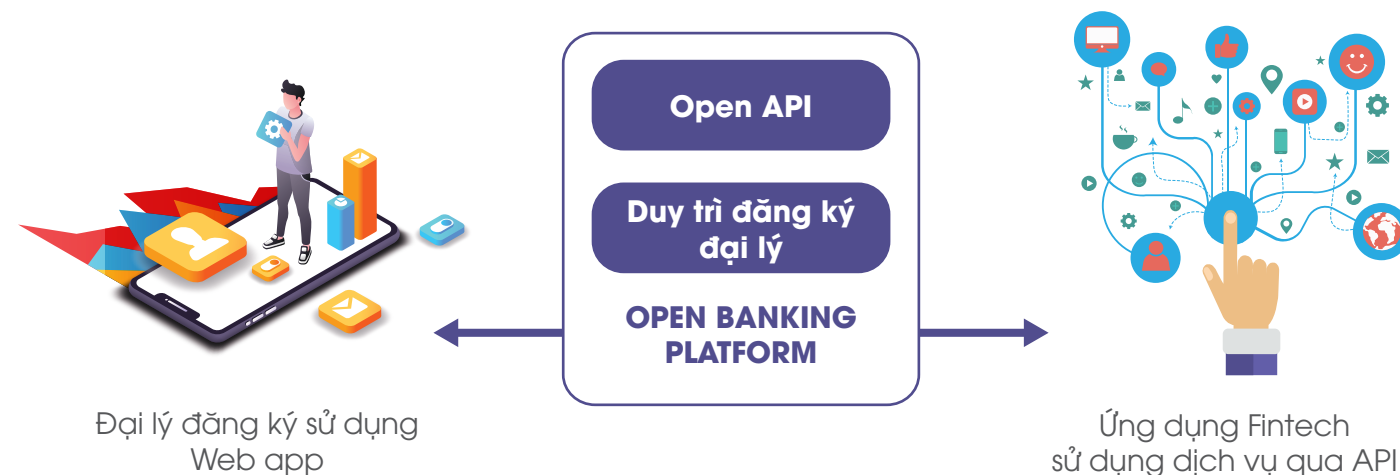 Open API
Duy trì đăng ký
đại lý
OPEN BANKING
PLATFORM
Đại lý đăng ký sử dụng
Web app
Ứng dụng Fintech
sử dụng dịch vụ qua API